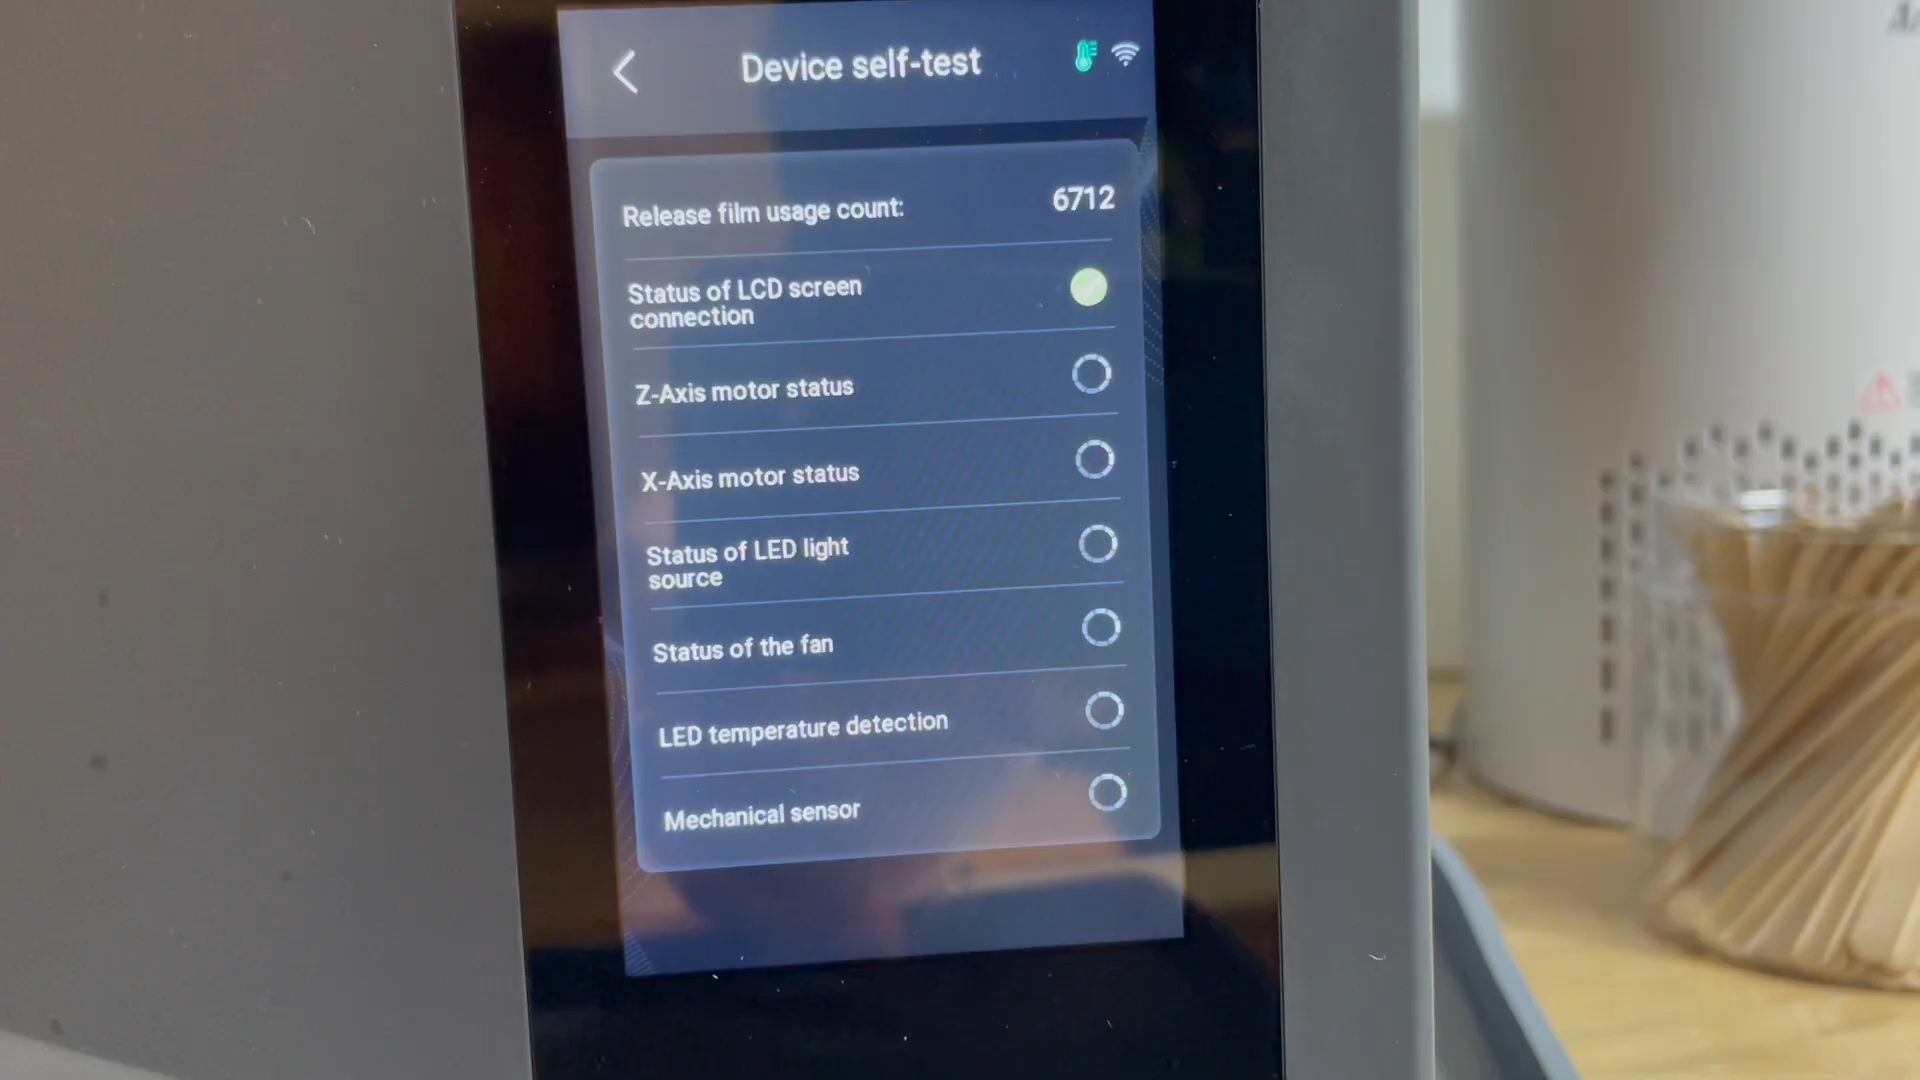 Device self-test
Release film usage count: 6712
Status of LCD screen
connection
Z-Axis motor status
X-Axis motor status
Status of LED light
source
Status of the fan
LED temperature detection
Mechanical sensor